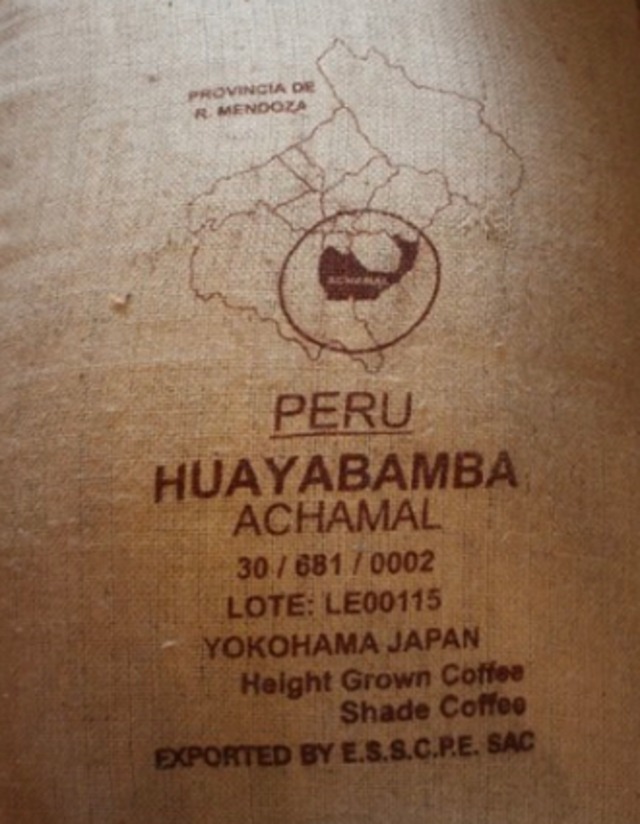 PROVINCIA DE
R. MENDOZA
ACHAMAL
PERU
HUAYABAMBA
ACHAMAL
30 / 681 / 0002
LOTE: LE00115
YOKOHAMA JAPAN
Height Grown Coffee
Shade Coffee
EXPORTED BY E.S.S.C.P.E. SAC